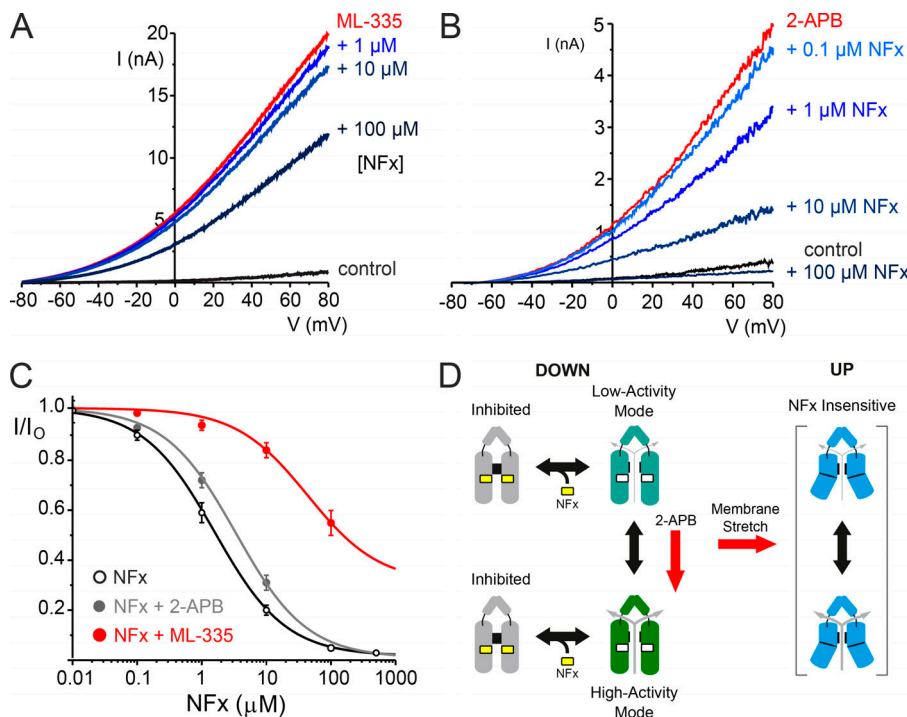 A
I (nA)
20
15
10
5
0
-80
-60
-40
-20
0
20
40
60
80
V (mV)
ML-335
+ 1 µM
+ 10 µM
+ 100 µM
[NFx]
control
B
I (nA)
5
4
3
2
1
-80
-60
-40
-20
0
20
40
60
80
V (mV)
2-APB
+ 0.1 µM NFx
+ 1 µM NFx
+ 10 µM NFx
control
+ 100 µM NFx
C
I/IO
1.0
0.8
0.6
0.4
0.2
0.01
0.1
1
10
100
1000
NFx (µM)
NFx
NFx + 2-APB
NFx + ML-335
D
DOWN
UP
Inhibited
Low-Activity
Mode
NFx Insensitive
NFx
2-APB
Membrane
Stretch
Inhibited
NFx
High-Activity
Mode